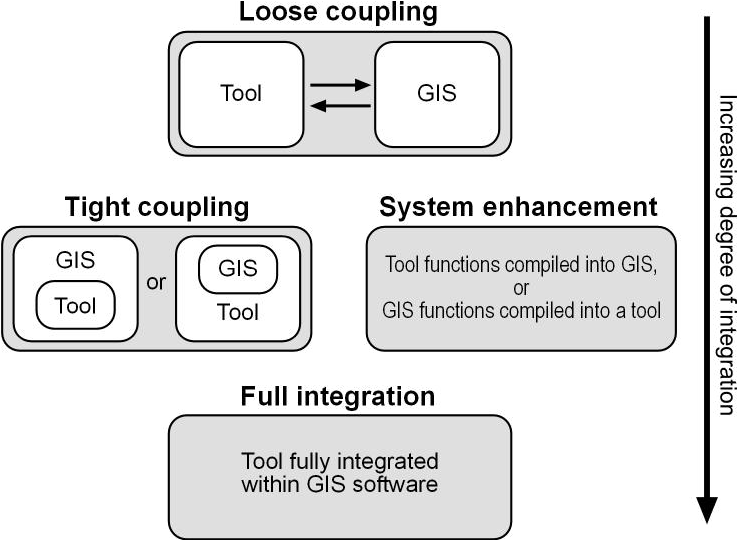 Loose coupling
Tool
GIS
Tight coupling
GIS
Tool
or
GIS
Tool
System enhancement
Tool functions compiled into GIS,
or
GIS functions compiled into a tool
Full integration
Tool fully integrated
within GIS software
Increasing degree of integration